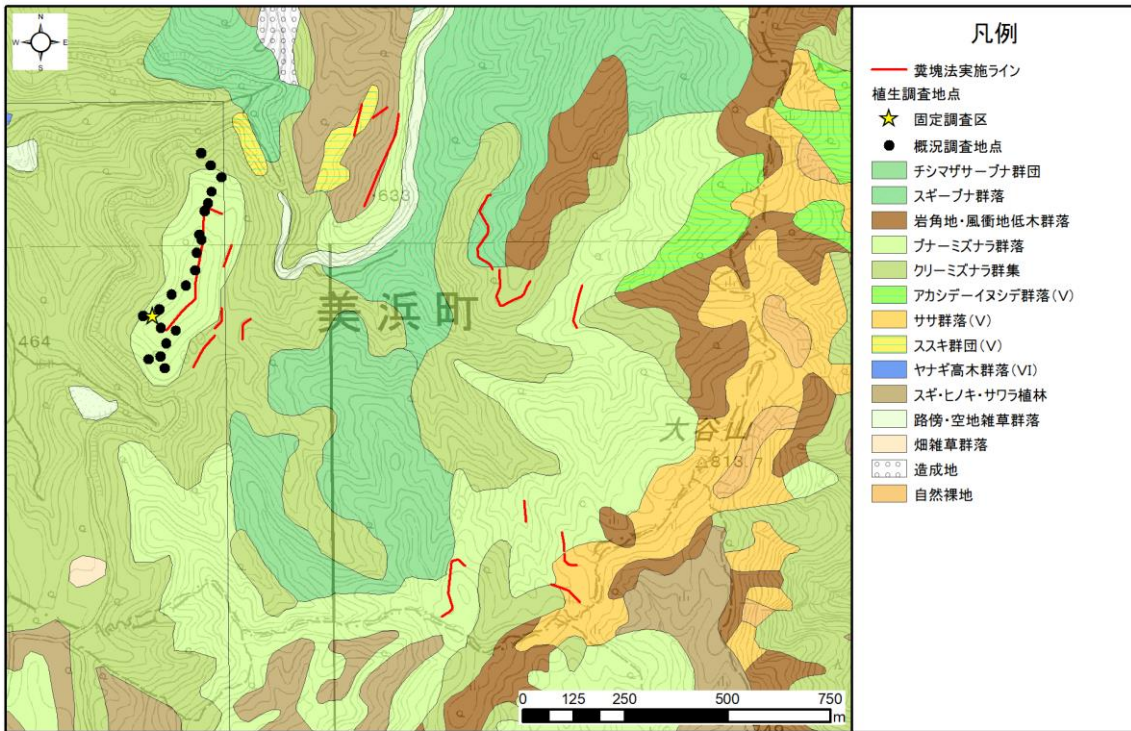 N
W E
S
633
美浜町
464
大谷山
813.7
0 125 250 500 750
m
749
凡例
糞塊法実施ライン
植生調査地点
固定調査区
概況調査地点
チシマザサーブナ群団
スギーブナ群落
岩角地・風衝地低木群落
ブナーミズナラ群落
クリーミズナラ群集
アカシデーイヌシデ群落(Ⅴ)
ササ群落(Ⅴ)
ススキ群団(Ⅴ)
ヤナギ高木群落(Ⅵ)
スギ・ヒノキ・サワラ植林
路傍・空地雑草群落
畑雑草群落
造成地
自然裸地